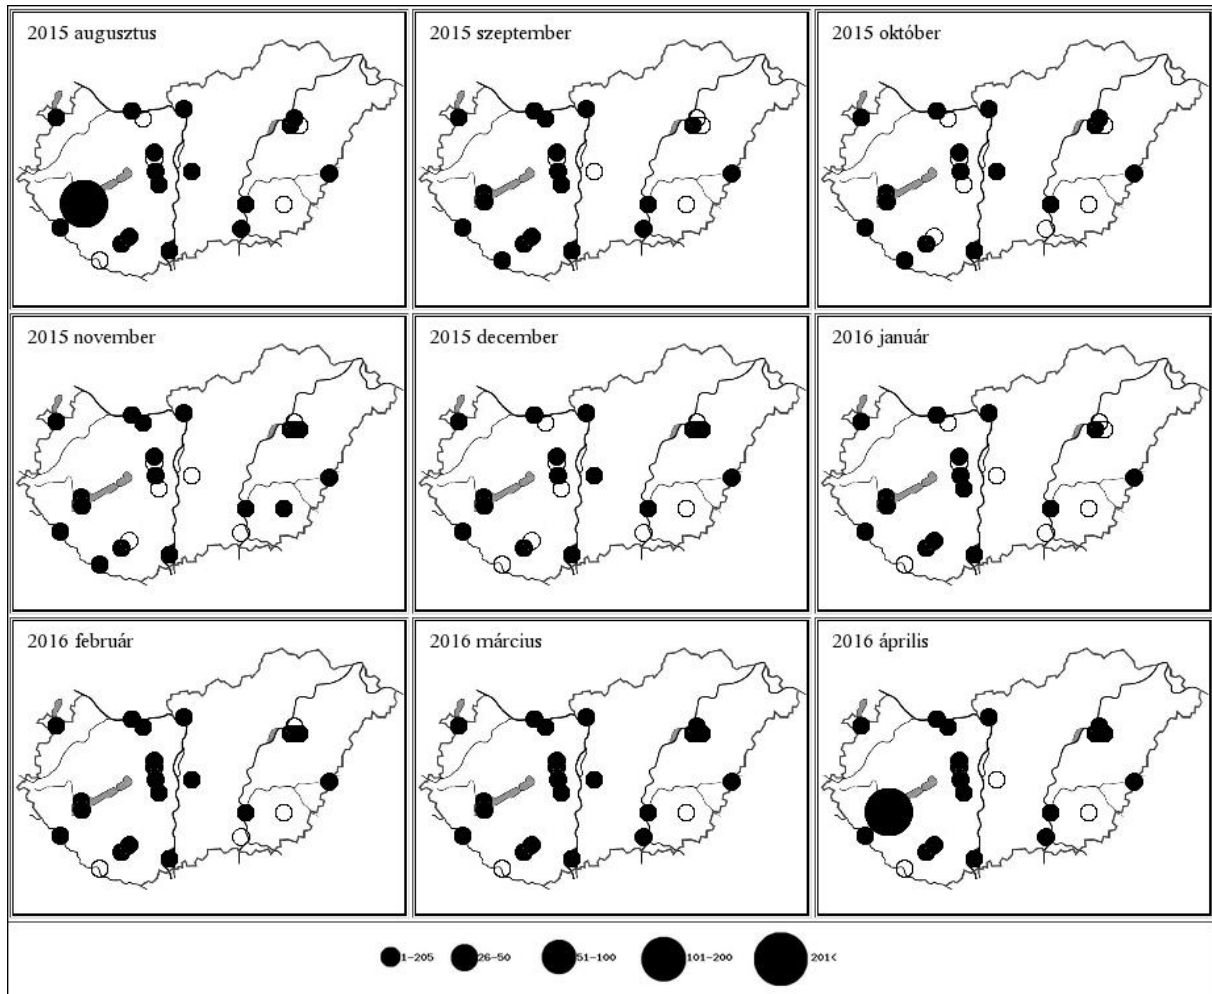 2015 augusztus
2015 szeptember
2015 október
2015 november
2015 december
2016 január
2016 február
2016 március
2016 április
1-205
26-50
51-100
101-200
201<